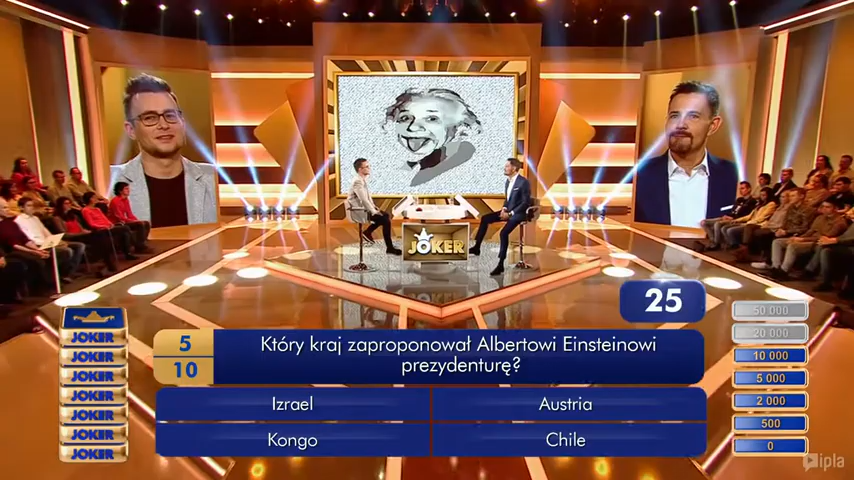 JOKER
25
5
10
Który kraj zaproponował Albertowi Einsteinowi
prezydenturę?
Izrael
Austria
Kongo
Chile
JOKER
JOKER
JOKER
JOKER
JOKER
JOKER
JOKER
50 000
20 000
10 000
5 000
2 000
500
0
ipla